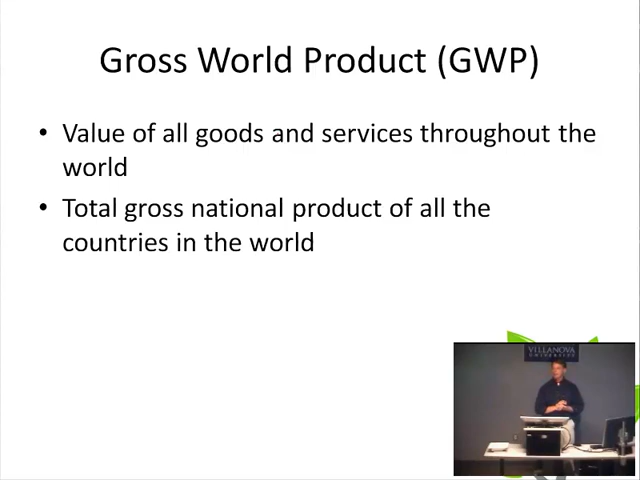 Gross World Product (GWP)
• Value of all goods and services throughout the
world
• Total gross national product of all the
countries in the world
VILLANOVA
UNIVERSITY